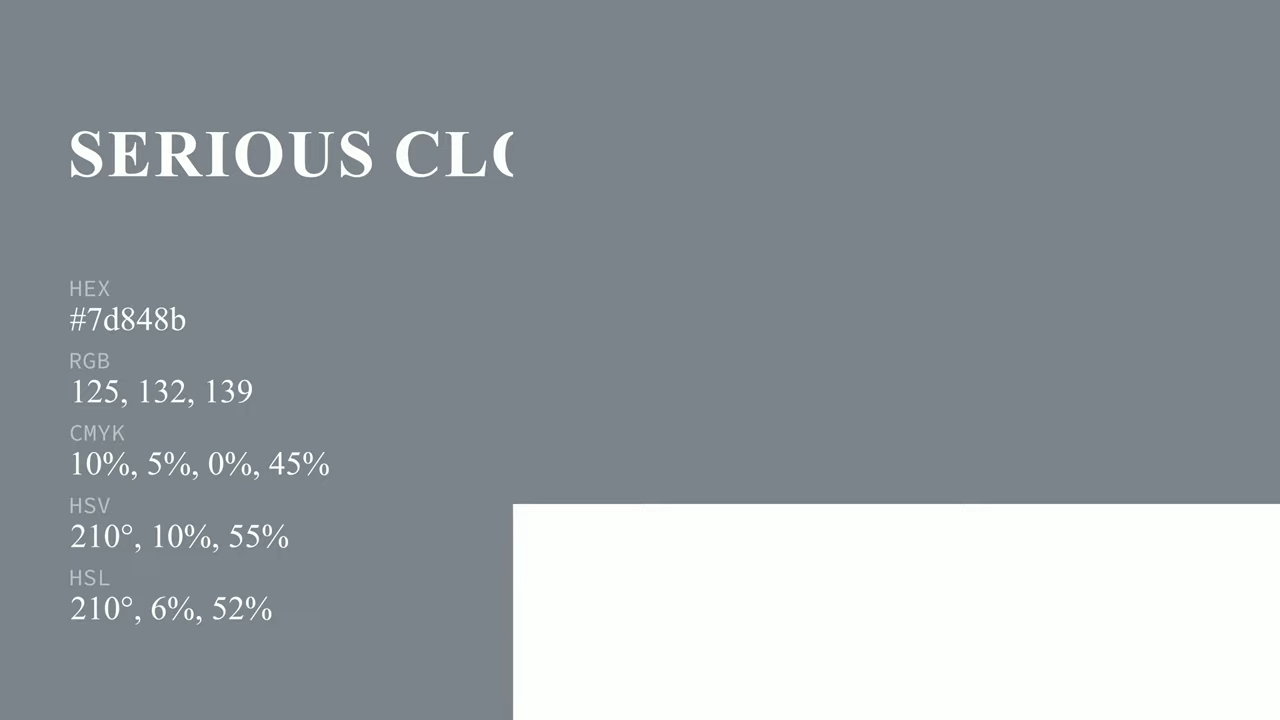 SERIOUS CL
HEX
#7d848b
RGB
125, 132, 139
CMYK
10%, 5%, 0%, 45%
HSV
210°, 10%, 55%
HSL
210°, 6%, 52%